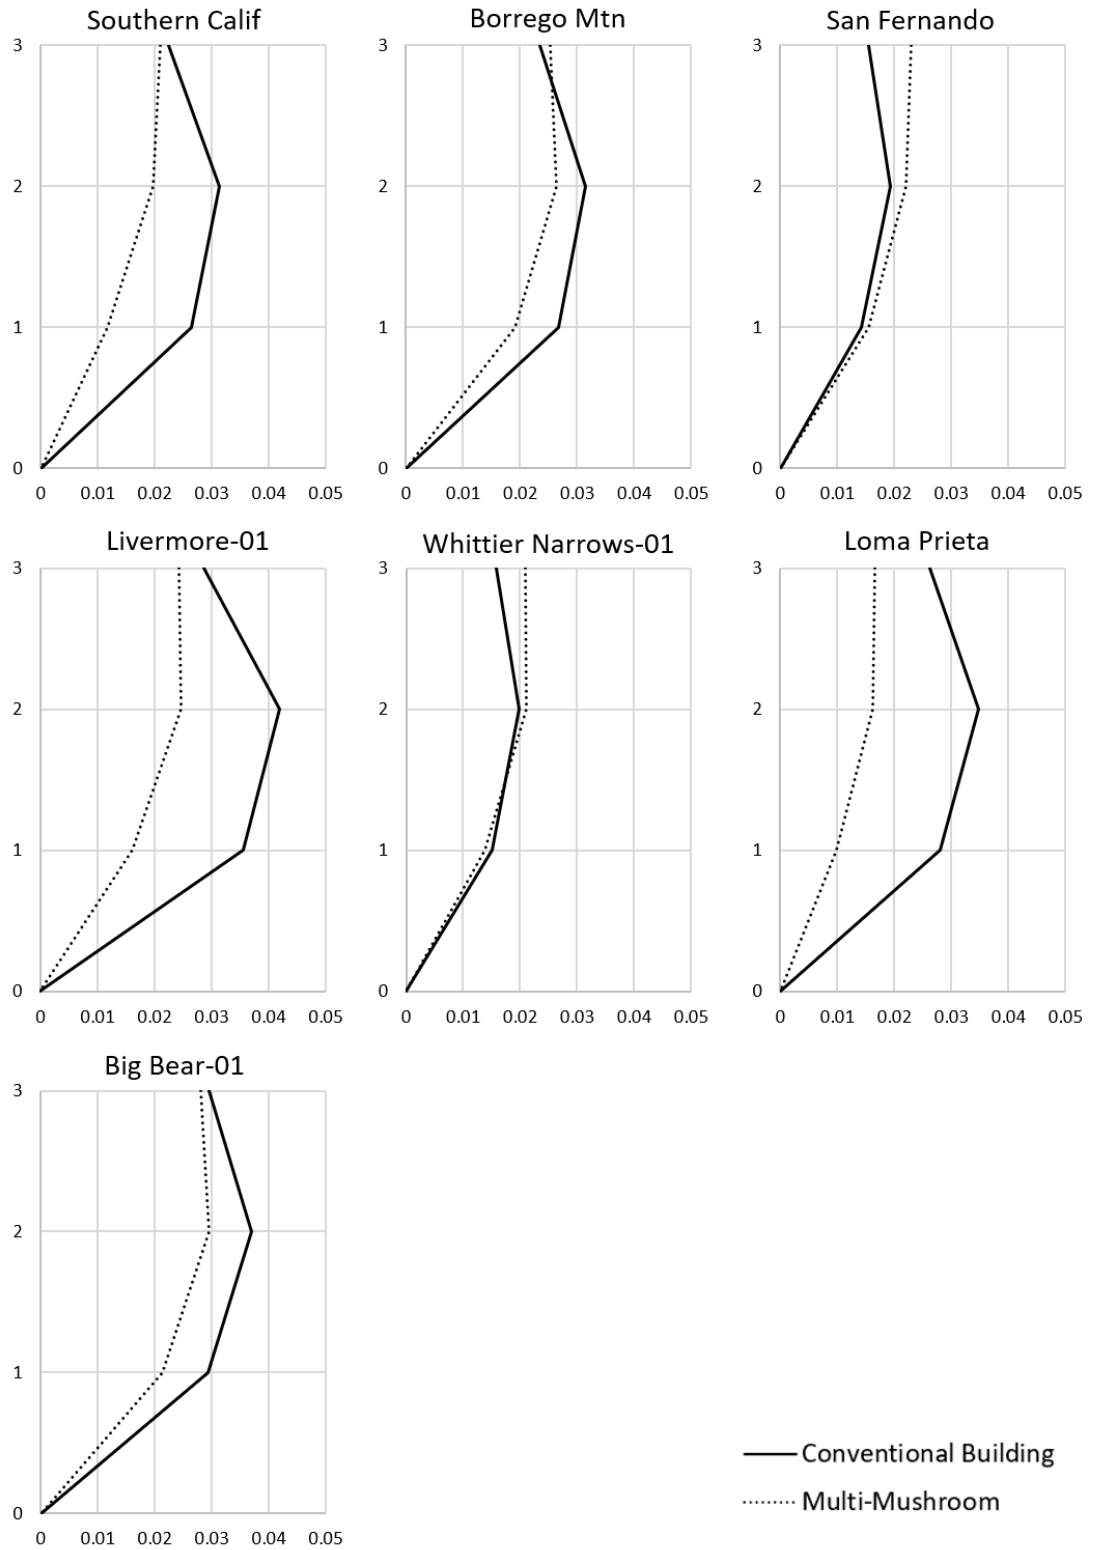 Southern Calif
Borrego Mtn
San Fernando
3
3
3
2
2
2
1
1
1
0
0
0
0 0.01 0.02 0.03 0.04 0.05
0 0.01 0.02 0.03 0.04 0.05
0 0.01 0.02 0.03 0.04 0.05
Livermore-01
Whittier Narrows-01
Loma Prieta
3
3
3
2
2
2
1
1
1
0
0
0
0 0.01 0.02 0.03 0.04 0.05
0 0.01 0.02 0.03 0.04 0.05
0 0.01 0.02 0.03 0.04 0.05
Big Bear-01
3
2
1
0
0 0.01 0.02 0.03 0.04 0.05
Conventional Building
Multi-Mushroom